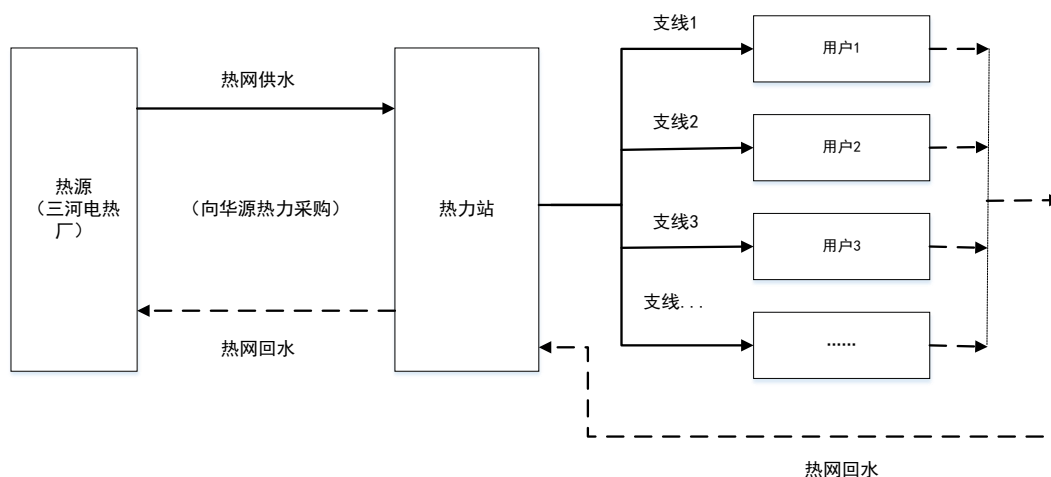 支线1
用户1
热网供水
支线2
用户2
热源
（三河电热
厂）
（向华源热力采购）
热力站
支线3
用户3
支线...
......
热网回水
热网回水